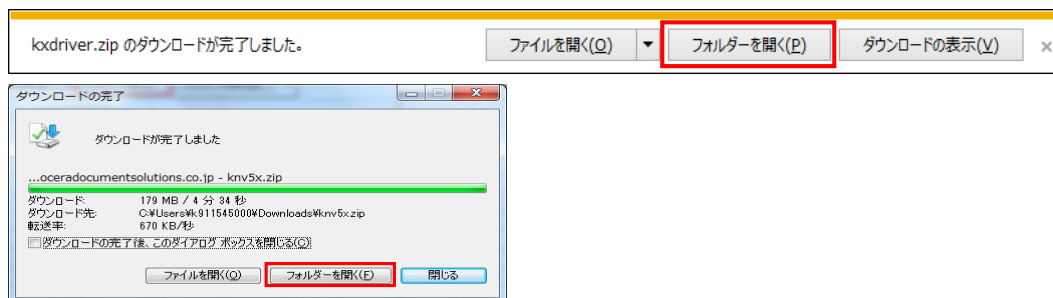 kxdriver.zip のダウンロードが完了しました。 ファイルを開く(O) ▼ フォルダーを開く(P) ダウンロードの表示(V) ×
ダウンロードの完了
ダウンロードが完了しました
...oceradocumentsolutions.co.jp - knv5x.zip
ダウンロード: 179 MB / 4 分 34 秒
ダウンロード先: C:¥Users¥k911545000¥Downloads¥knv5x.zip
転送率: 670 KB/秒
ダウンロードの完了後、このダイアログ ボックスを閉じる(C)
ファイルを開く(O) フォルダーを開く(F) 閉じる